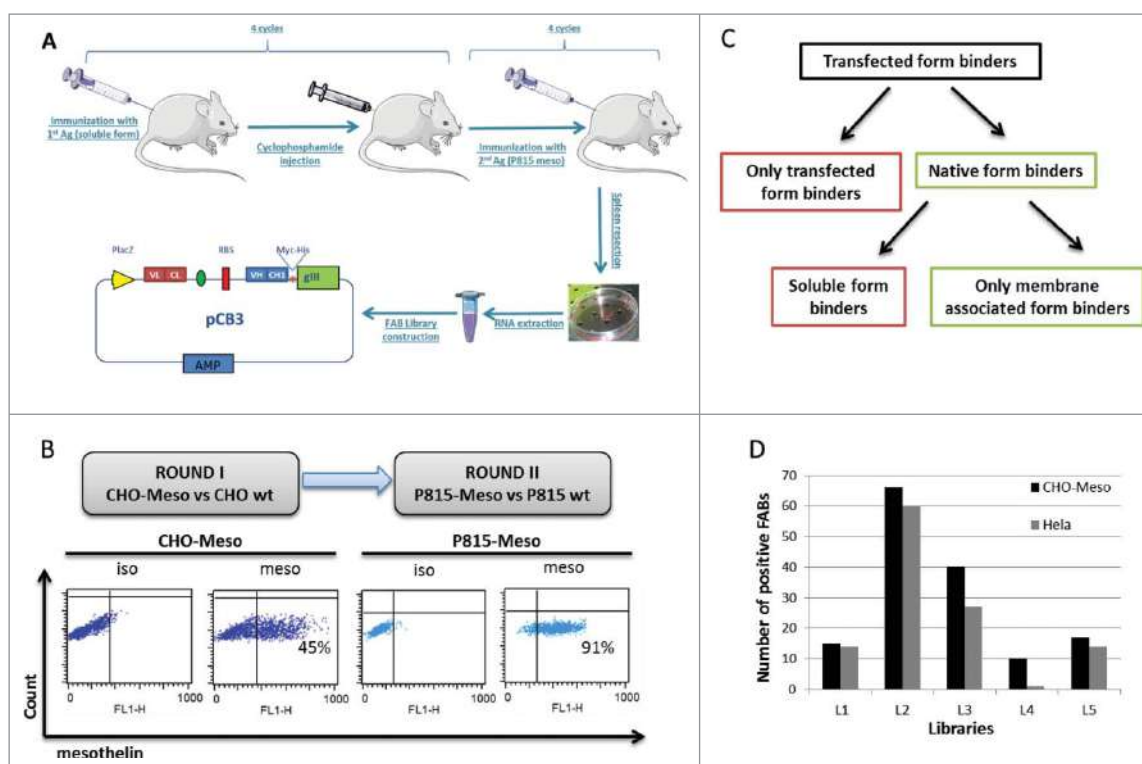 A
4 cycles
4 cycles
Immunization with
1st Ag (soluble form)
Cyclophosphamide
injection
Immunization with
2nd Ag (P815 meso)
Spleen resection
RNA extraction
FAB Library
construction
PlacZ
RBS
Myc-His
VL CL
VH CH1
gIII
pCB3
AMP
C
Transfected form binders
Only transfected
form binders
Native form binders
Soluble form
binders
Only membrane
associated form binders
B
ROUND I
CHO-Meso vs CHO wt
ROUND II
P815-Meso vs P815 wt
CHO-Meso
P815-Meso
iso
meso
iso
meso
45%
91%
0 1000
0 1000
0 1000
0 1000
FL1-H
FL1-H
FL1-H
FL1-H
Count
mesothelin
D
Number of positive FABs
70
60
50
40
30
20
10
0
CHO-Meso
Hela
L1 L2 L3 L4 L5
Libraries